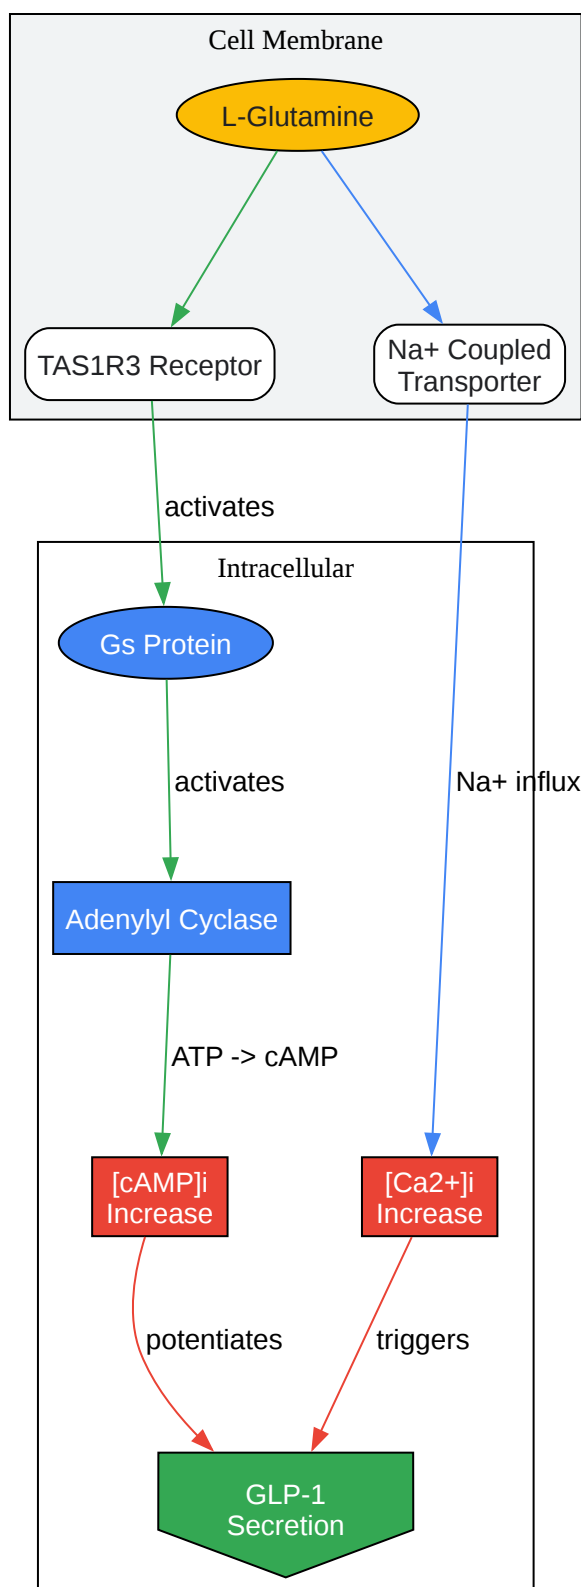 Cell Membrane
L-Glutamine
TAS1R3 Receptor
Na+ Coupled
Transporter
activates
Intracellular
Gs Protein
activates
Na+ influx
Adenylyl Cyclase
ATP -> cAMP
[cAMP]i
Increase
[Ca2+]i
Increase
potentiates
triggers
GLP-1
Secretion